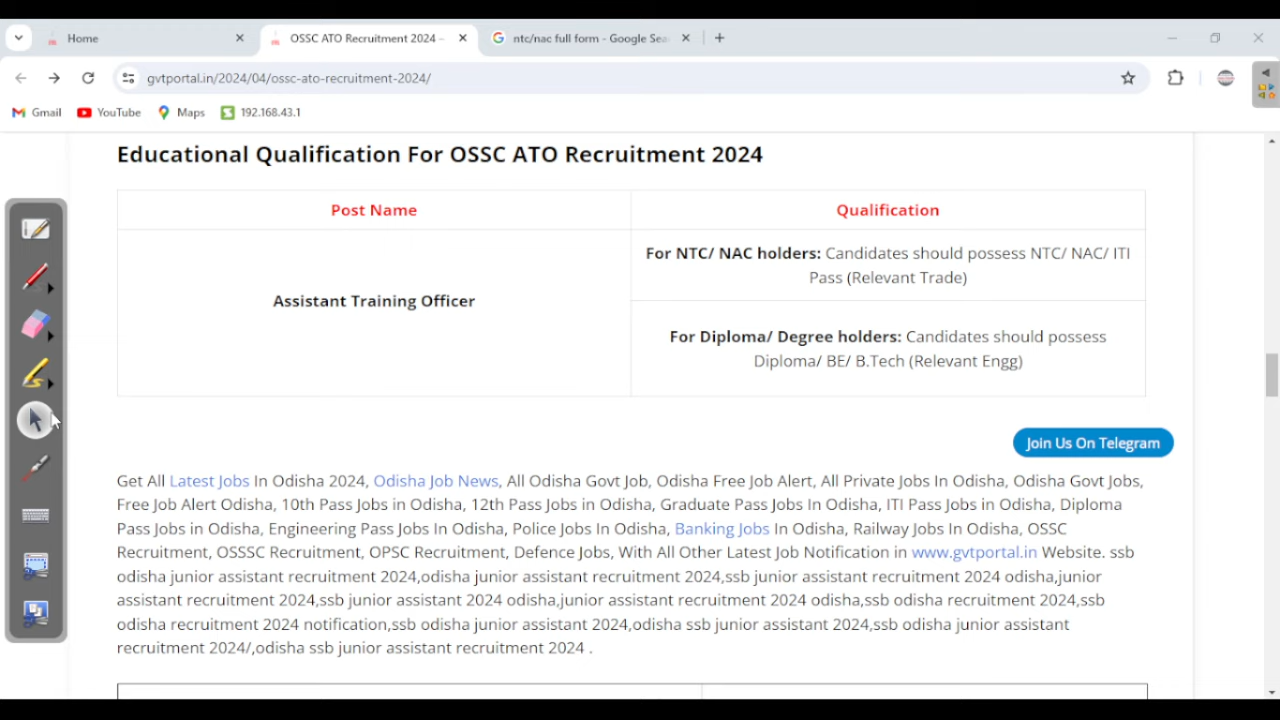 Home
OSSC ATO Recruitment 2024 –
ntc/nac full form - Google Sea
gvtportal.in/2024/04/ossc-ato-recruitment-2024/
Gmail
YouTube
Maps
192.168.43.1
Educational Qualification For OSSC ATO Recruitment 2024
Post Name
Qualification
Assistant Training Officer
For NTC/ NAC holders: Candidates should possess NTC/ NAC/ ITI
Pass (Relevant Trade)
For Diploma/ Degree holders: Candidates should possess
Diploma/ BE/ B.Tech (Relevant Engg)
Join Us On Telegram
Get All Latest Jobs In Odisha 2024, Odisha Job News, All Odisha Govt Job, Odisha Free Job Alert, All Private Jobs In Odisha, Odisha Govt Jobs,
Free Job Alert Odisha, 10th Pass Jobs in Odisha, 12th Pass Jobs in Odisha, Graduate Pass Jobs In Odisha, ITI Pass Jobs in Odisha, Diploma
Pass Jobs in Odisha, Engineering Pass Jobs In Odisha, Police Jobs In Odisha, Banking Jobs In Odisha, Railway Jobs In Odisha, OSSC
Recruitment, OSSSC Recruitment, OPSC Recruitment, Defence Jobs, With All Other Latest Job Notification in www.gvtportal.in Website. ssb
odisha junior assistant recruitment 2024,odisha junior assistant recruitment 2024,ssb junior assistant recruitment 2024 odisha,junior
assistant recruitment 2024,ssb junior assistant 2024 odisha,junior assistant recruitment 2024 odisha,ssb odisha recruitment 2024,ssb
odisha recruitment 2024 notification,ssb odisha junior assistant 2024,odisha ssb junior assistant 2024,ssb odisha junior assistant
recruitment 2024/,odisha ssb junior assistant recruitment 2024 .